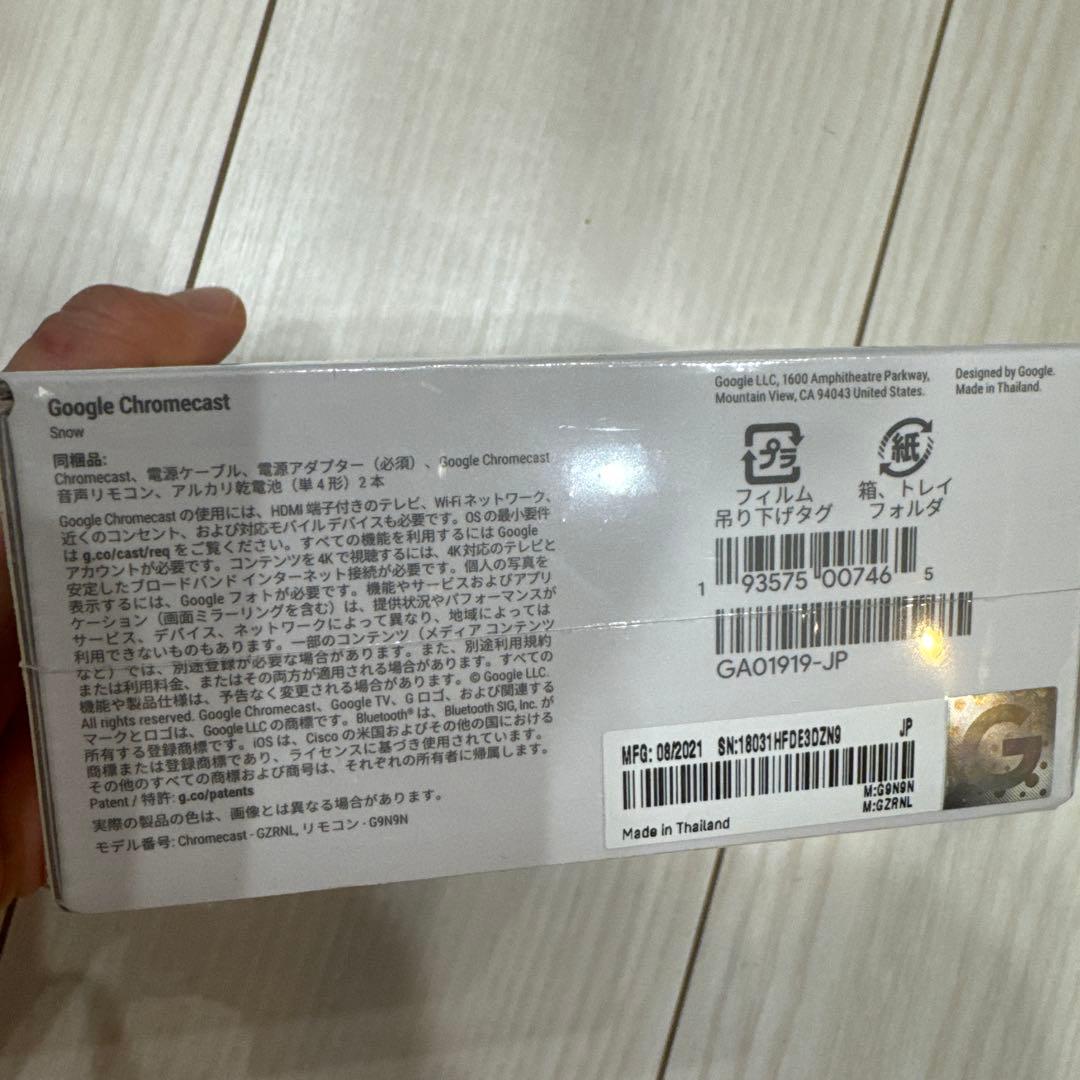 Google Chromecast
Snow
同梱品:
Chromecast、電源ケーブル、電源アダプター（必須）、Google Chromecast
音声リモコン、アルカリ乾電池（単4形）2本
Google Chromecast の使用には、HDMI 端子付きのテレビ、Wi-Fi ネットワーク、
近くのコンセント、および対応モバイルデバイスも必要です。OS の最小要件
は g.co/cast/req をご覧ください。すべての機能を利用するには Google
アカウントが必要です。コンテンツを 4K で視聴するには、4K 対応のテレビと
安定したブロードバンド インターネット接続が必要です。個人の写真を
表示するには、Google フォトが必要です。機能やサービスおよびアプリ
ケーション（画面ミラーリングを含む）は、提供状況やパフォーマンスが
サービス、デバイス、ネットワークによって異なり、地域によっては
利用できないものもあります。一部のコンテンツ（メディア コンテンツ
など）では、別途登録が必要な場合があります。また、別途利用規約
または利用料金、またはその両方が適用される場合があります。すべての
機能や製品仕様は、予告なく変更される場合があります。© Google LLC.
All rights reserved. Google Chromecast、Google TV、G ロゴ、および関連する
マークとロゴは、Google LLC の商標です。Bluetooth® は、Bluetooth SIG, Inc. が
所有する登録商標です。iOS は、Cisco の米国およびその他の国における
商標または登録商標であり、ライセンスに基づき使用されています。
その他のすべての商標および商号は、それぞれの所有者に帰属します。
Patent / 特許: g.co/patents
実際の製品の色は、画像とは異なる場合があります。
モデル番号: Chromecast - GZRNL, リモコン - G9N9N
Google LLC, 1600 Amphitheatre Parkway,
Mountain View, CA 94043 United States.
Designed by Google.
Made in Thailand.
プラ
フィルム
吊り下げタグ
紙
箱、トレイ
フォルダ
1 93575 00746 5
GA01919-JP
MFG: 08/2021 SN:18031HFDE3DZN9 JP
M:G9N9N
M:GZRNL
Made in Thailand
G